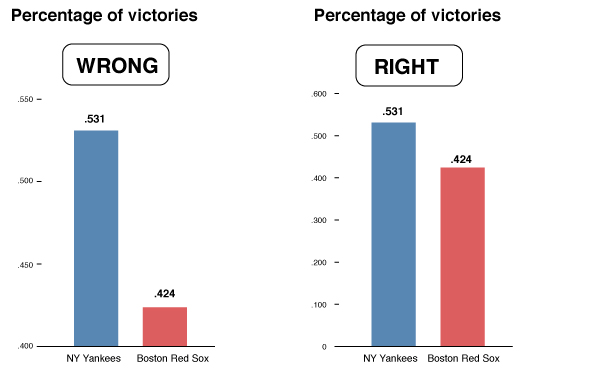 Percentage of victories
WRONG
.550
.531
.500
.450
.424
.400
NY Yankees Boston Red Sox
Percentage of victories
RIGHT
.600
.531
.500
.424
.400
.300
.200
.100
0
NY Yankees Boston Red Sox